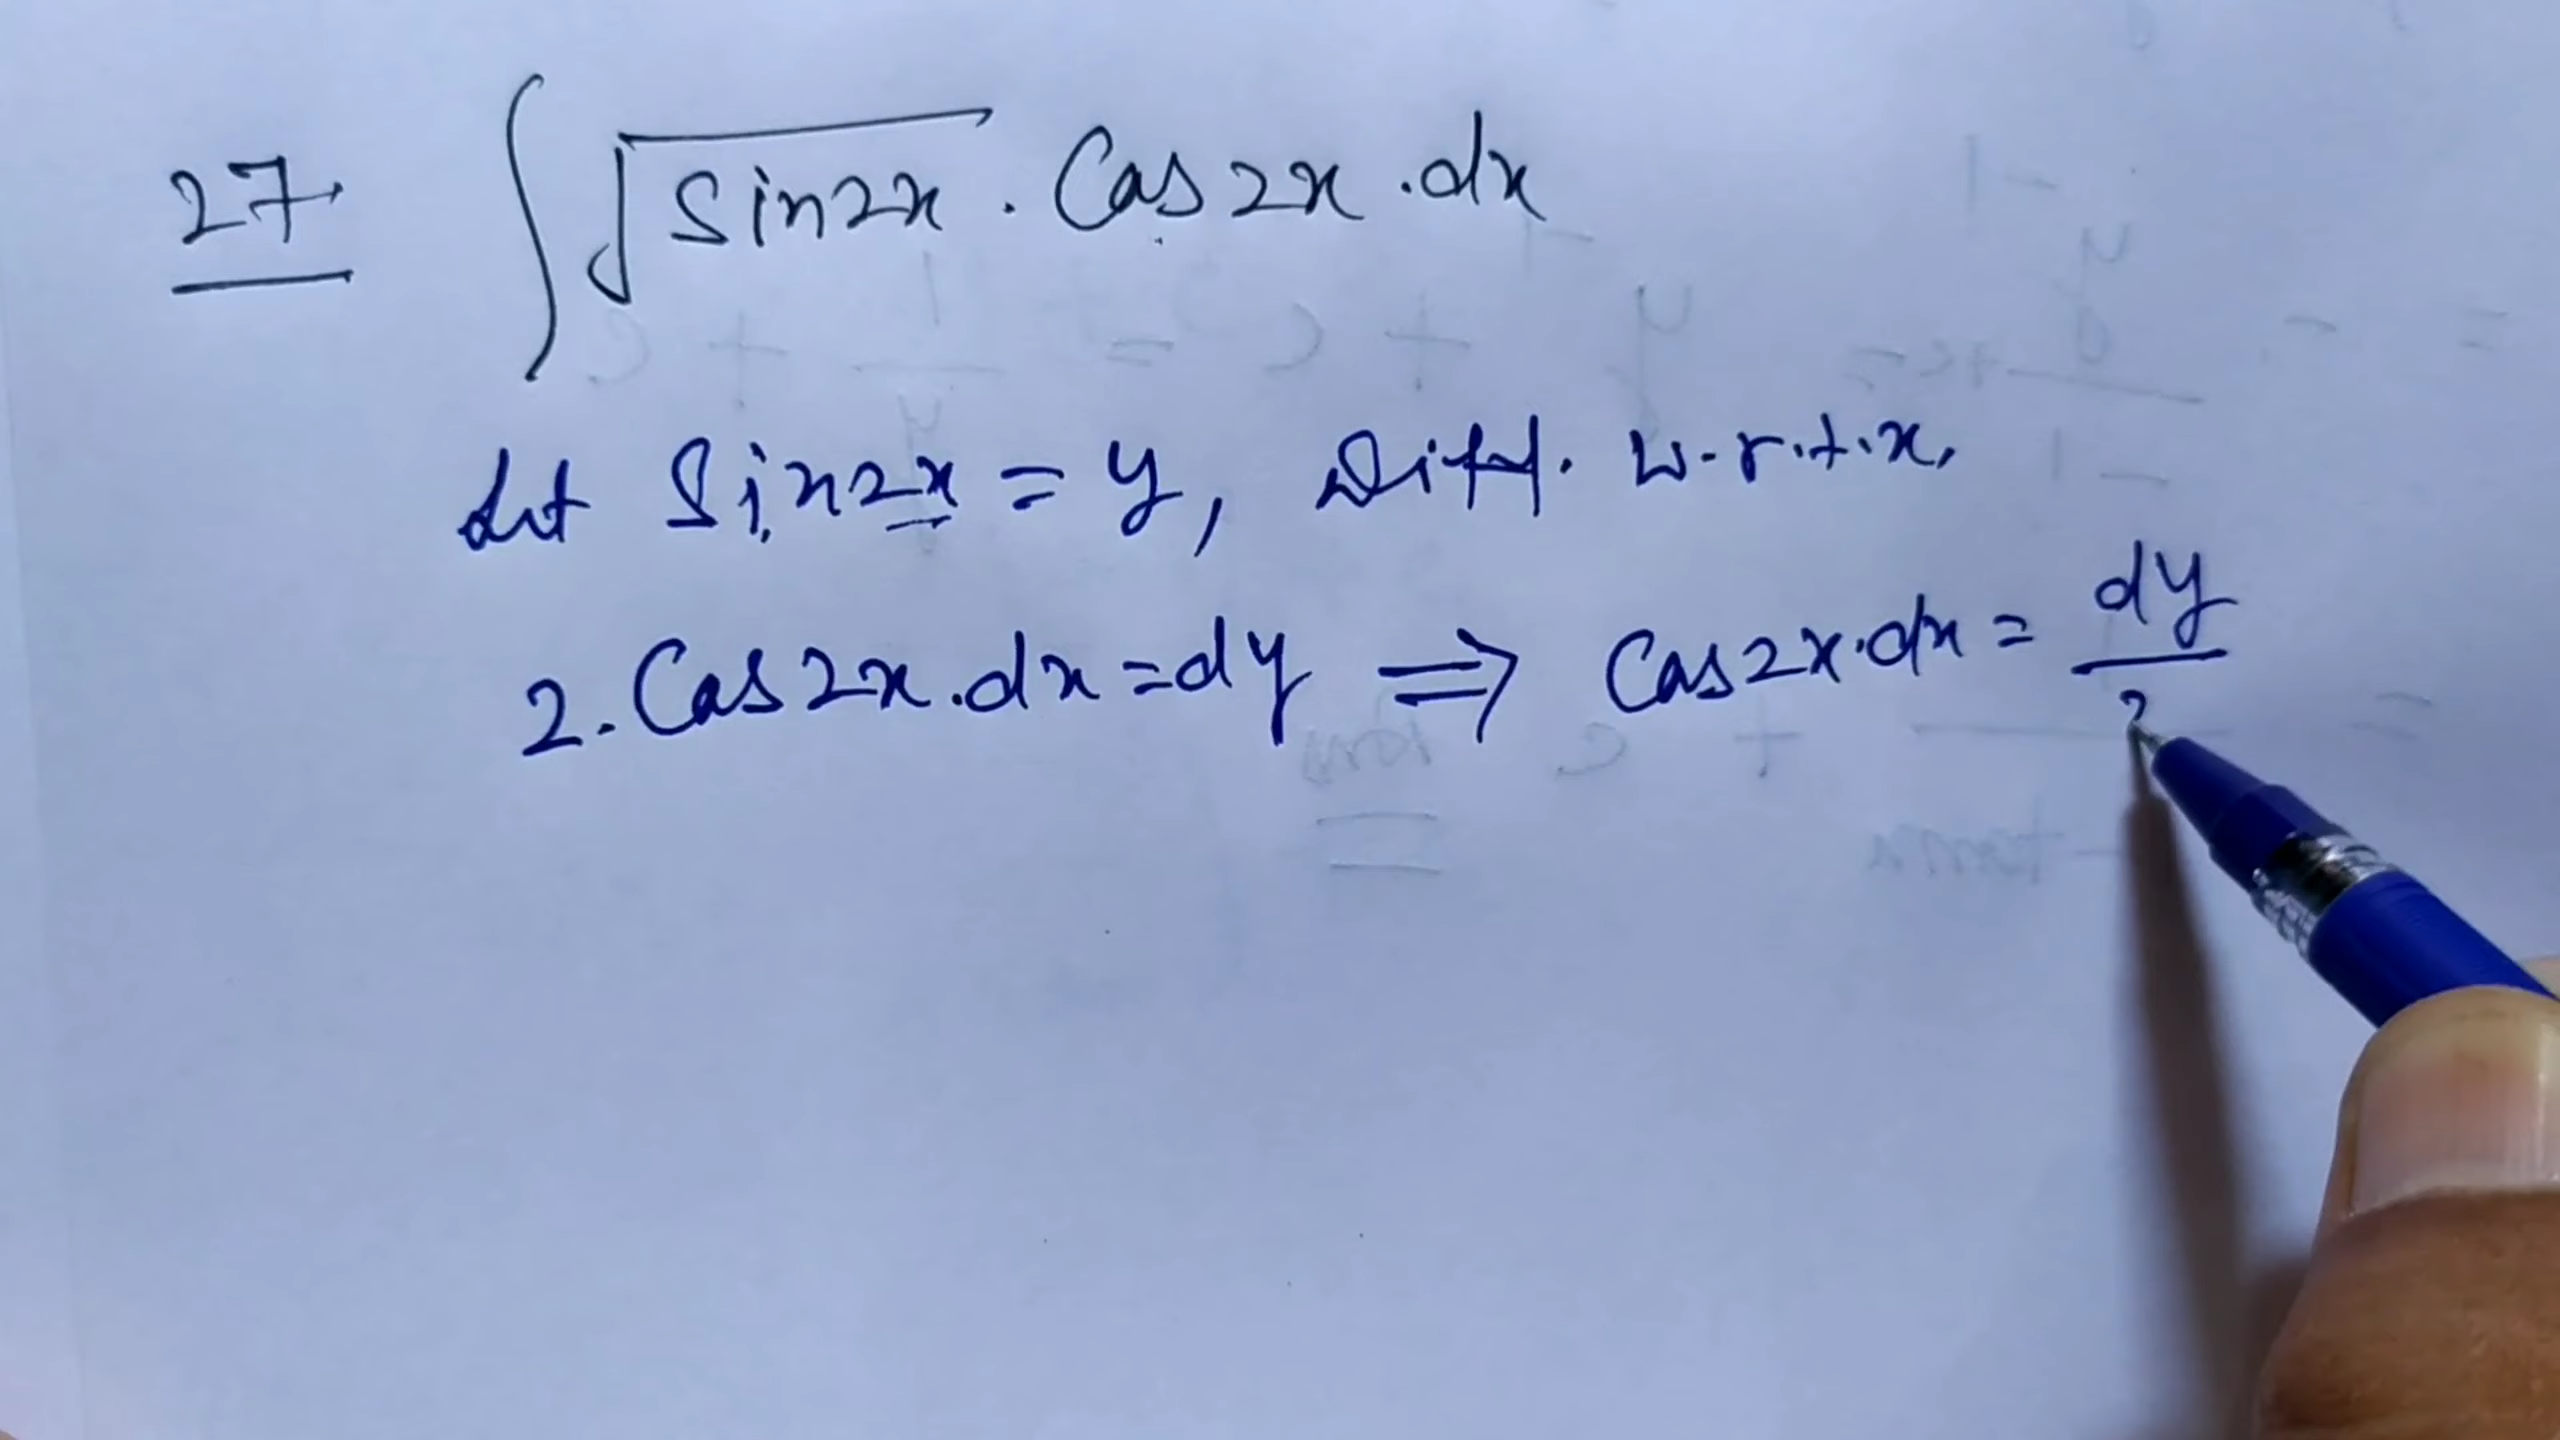 27 ∫√sin2x . Cos2x .dx
Let Sin2x = y, Diff. w.r.t.x,
2. Cos2x.dx=dy ⇒ Cos2x.dx = dy/2